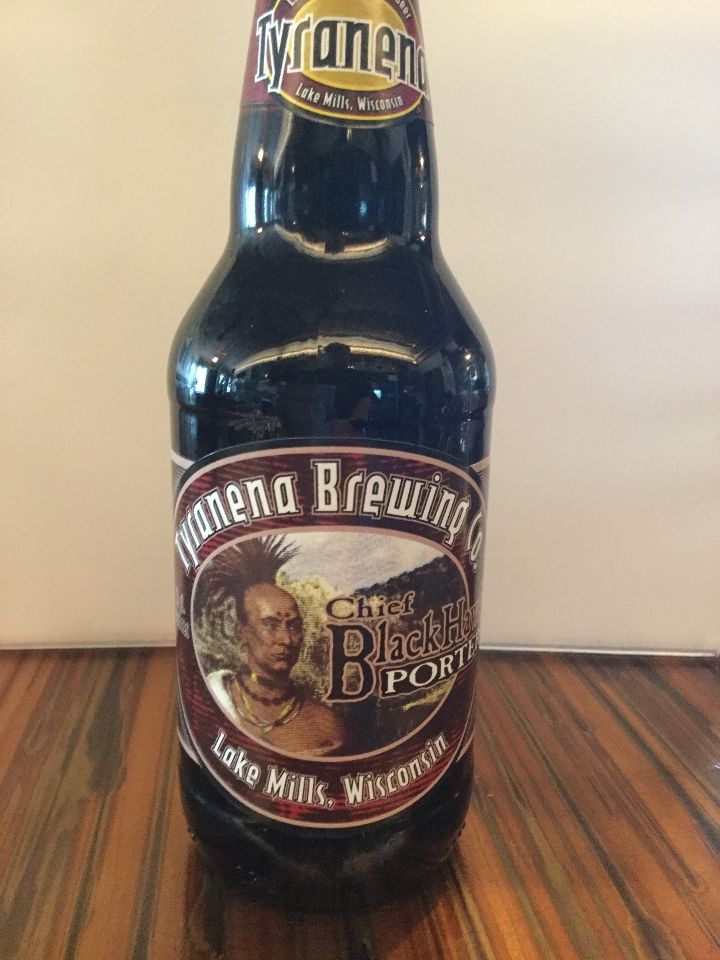 Tyranena
Lake Mills, Wisconsin
Tyranena Brewing Co.
Chief
Black
PORTER
Lake Mills, Wisconsin